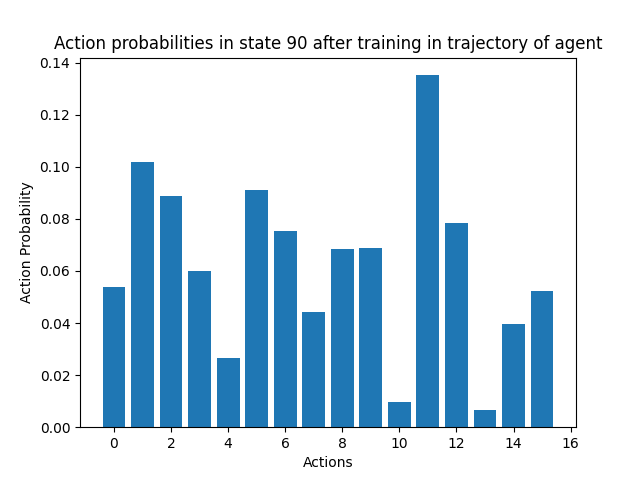 Action probabilities in state 90 after training in trajectory of agent
0.14
0.12
0.10
0.08
0.06
0.04
0.02
0.00
Action Probability
0 2 4 6 8 10 12 14 16
Actions